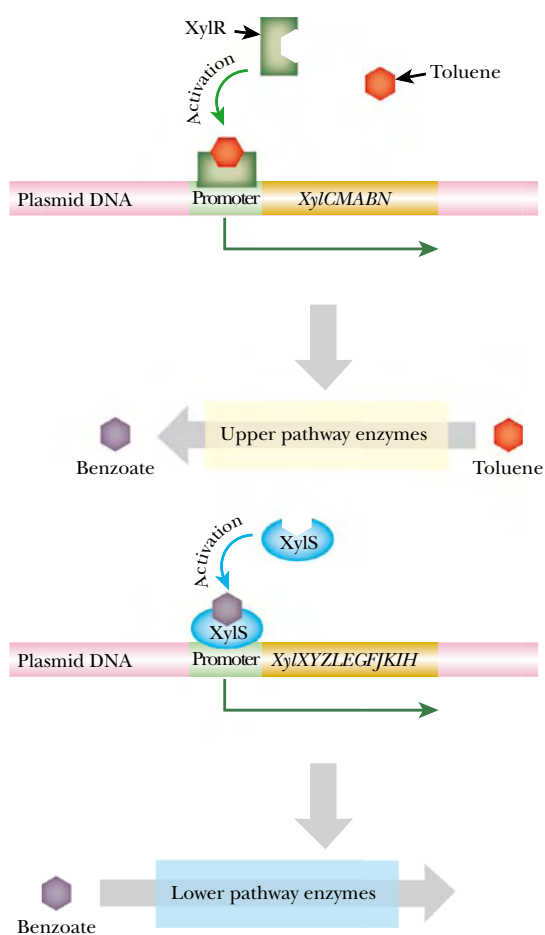 XylR
Toluene
Activation
Plasmid DNA
Promoter
XylCMABN
Upper pathway enzymes
Benzoate
Toluene
Activation
XylS
XylS
Plasmid DNA
Promoter
XylXYZLEGFJKIH
Lower pathway enzymes
Benzoate